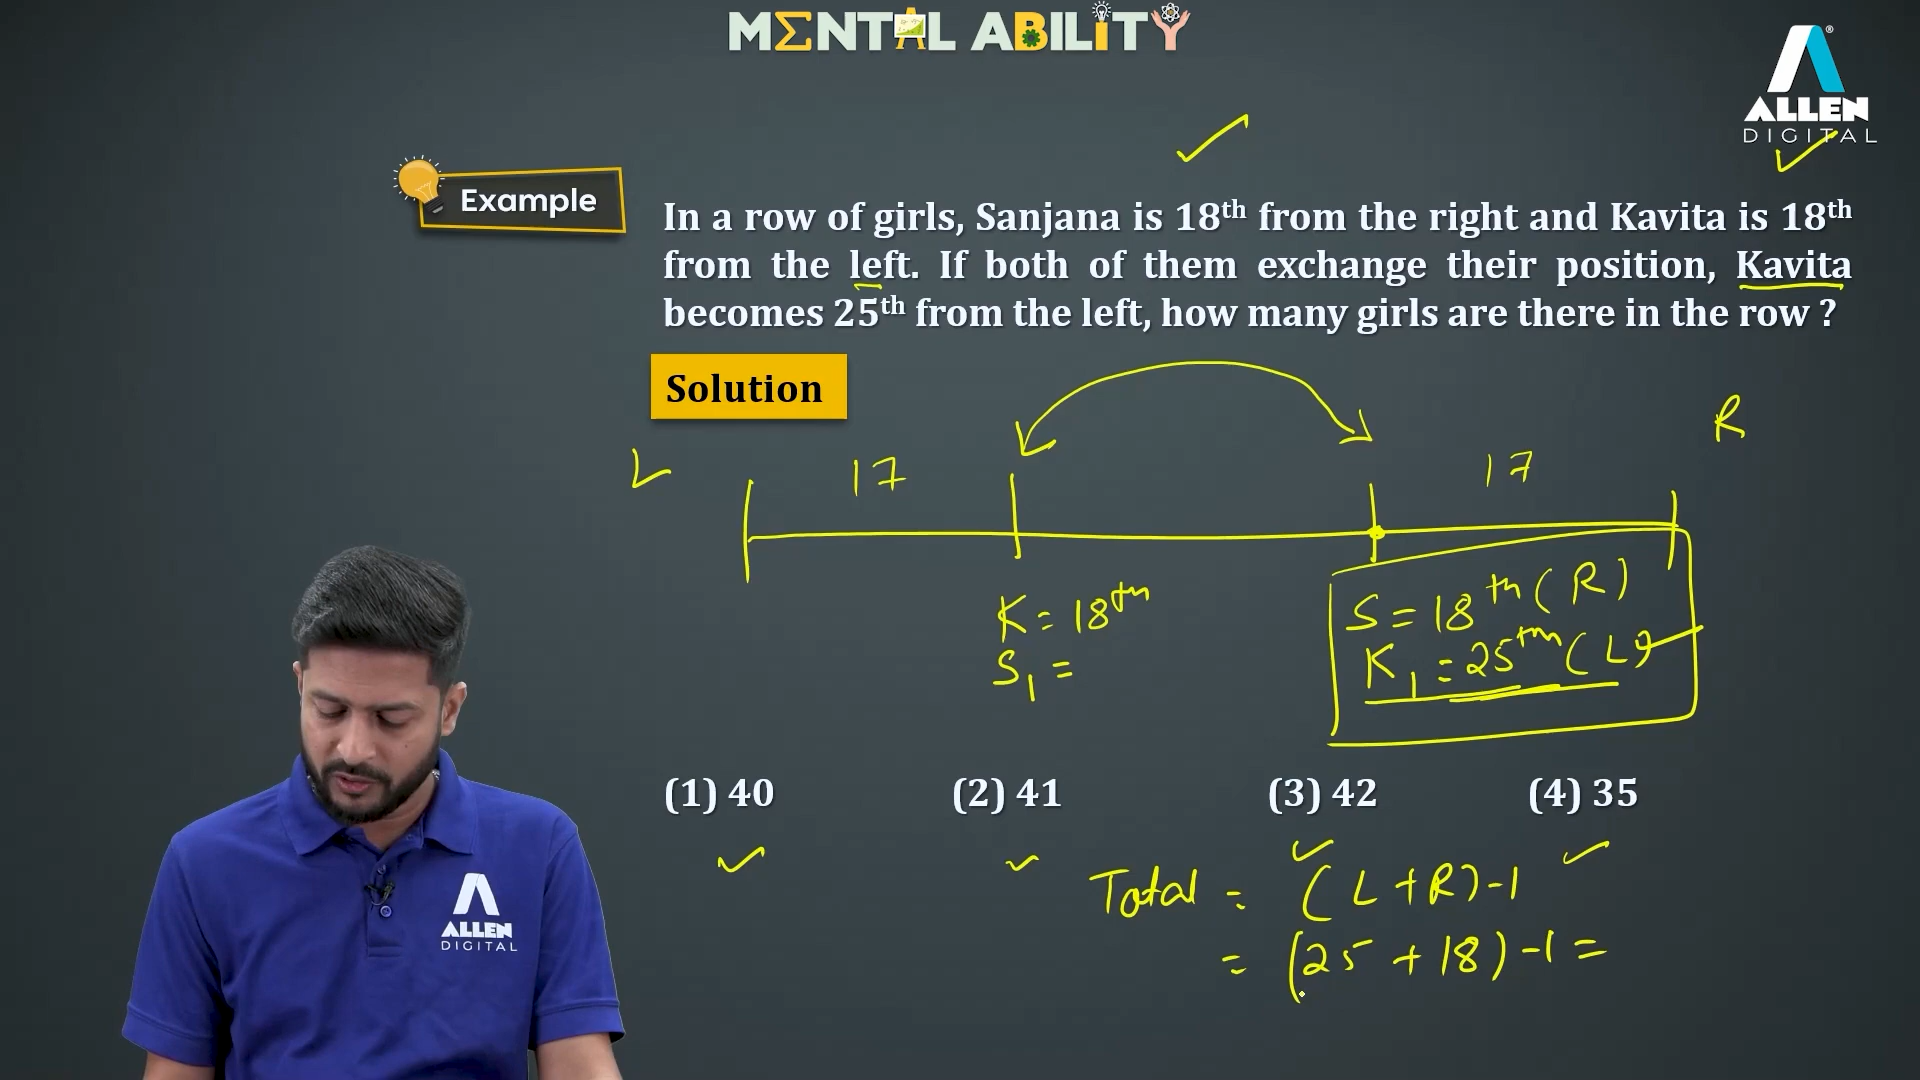 MENTAL ABILITY
ALLEN
DIGITAL
Example
In a row of girls, Sanjana is 18th from the right and Kavita is 18th
from the left. If both of them exchange their position, Kavita
becomes 25th from the left, how many girls are there in the row ?
Solution
L
17
17
R
K = 18th
S1 =
S = 18th (R)
K1 = 25th (L)
(1) 40
(2) 41
(3) 42
(4) 35
Total = (L + R) - 1
= (25 + 18) - 1 =
ALLEN
DIGITAL